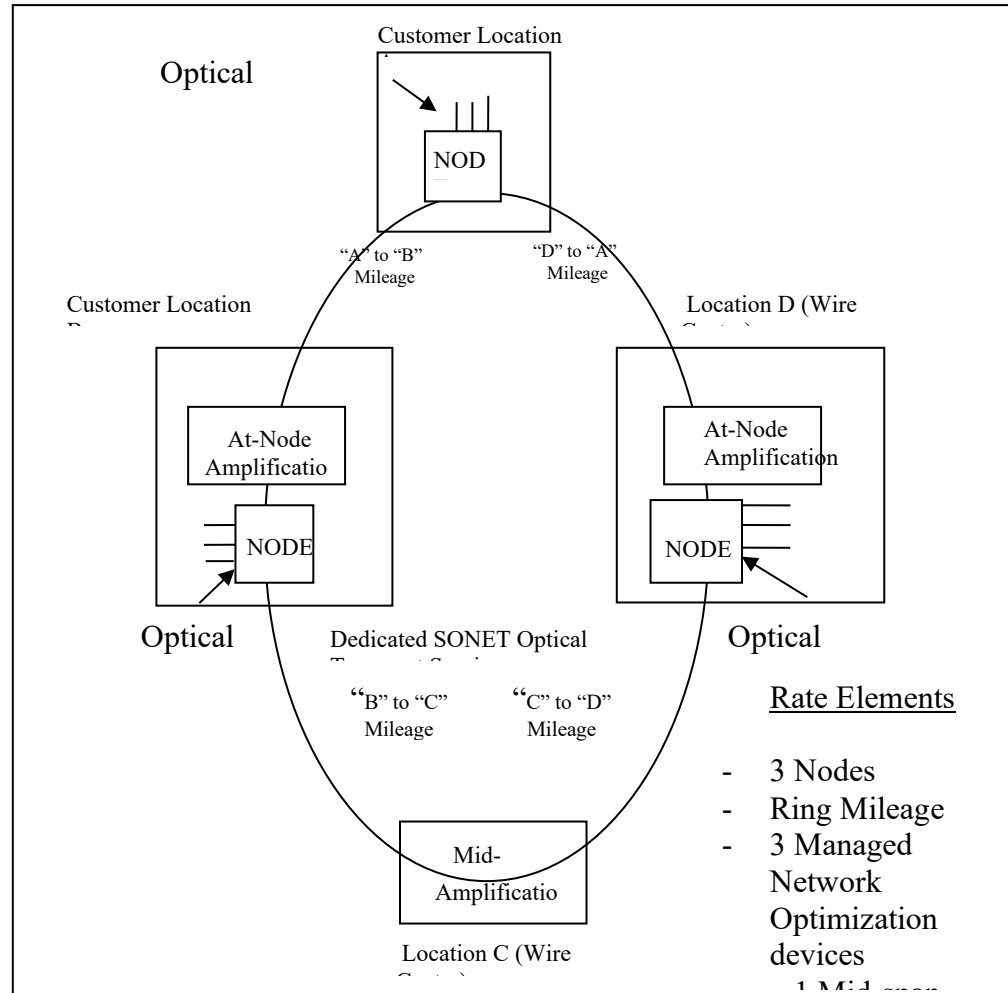 Customer Location
Optical
NOD
“A” to “B”
Mileage
“D” to “A”
Mileage
Customer Location
Location D (Wire
At-Node
Amplificatio
At-Node
Amplification
NODE
NODE
Optical
Dedicated SONET Optical
Optical
“B” to “C”
Mileage
“C” to “D”
Mileage
Rate Elements
- 3 Nodes
- Ring Mileage
- 3 Managed
Network
Optimization
devices
Mid-
Amplificatio
Location C (Wire